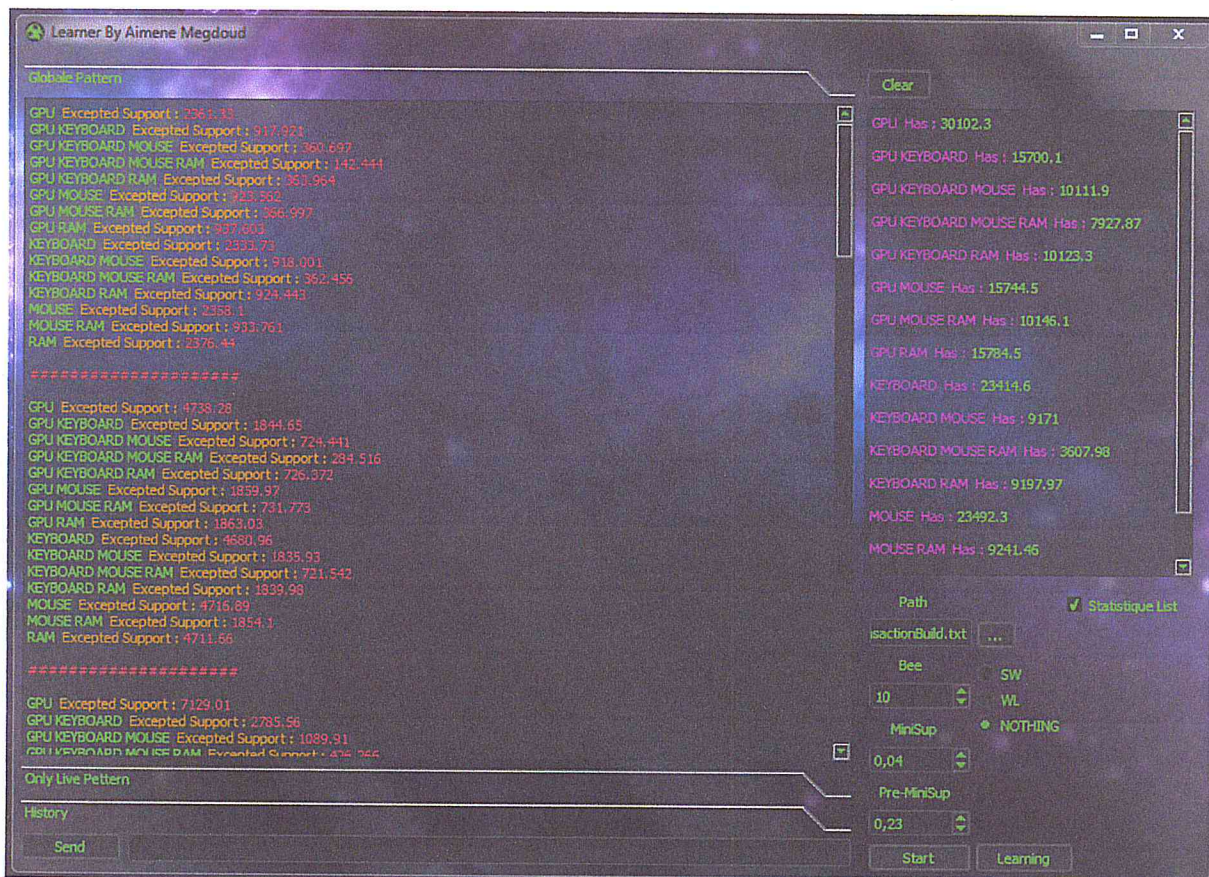 Learner By Aimene Megdoud
Globale Pattern
GPU Excepted Support : 2361.33
GPU KEYBOARD Excepted Support : 917.921
GPU KEYBOARD MOUSE Excepted Support : 360.697
GPU KEYBOARD MOUSE RAM Excepted Support : 142.444
GPU KEYBOARD RAM Excepted Support : 363.964
GPU MOUSE Excepted Support : 923.552
GPU MOUSE RAM Excepted Support : 366.997
GPU RAM Excepted Support : 937.603
KEYBOARD Excepted Support : 2333.73
KEYBOARD MOUSE Excepted Support : 918.001
KEYBOARD MOUSE RAM Excepted Support : 362.456
KEYBOARD RAM Excepted Support : 924.443
MOUSE Excepted Support : 2358.1
MOUSE RAM Excepted Support : 933.761
RAM Excepted Support : 2376.44
#####################
GPU Excepted Support : 4738.28
GPU KEYBOARD Excepted Support : 1844.65
GPU KEYBOARD MOUSE Excepted Support : 724.441
GPU KEYBOARD MOUSE RAM Excepted Support : 284.516
GPU KEYBOARD RAM Excepted Support : 726.372
GPU MOUSE Excepted Support : 1859.97
GPU MOUSE RAM Excepted Support : 731.773
GPU RAM Excepted Support : 1863.03
KEYBOARD Excepted Support : 4680.96
KEYBOARD MOUSE Excepted Support : 1835.93
KEYBOARD MOUSE RAM Excepted Support : 721.542
KEYBOARD RAM Excepted Support : 1839.98
MOUSE Excepted Support : 4716.89
MOUSE RAM Excepted Support : 1854.1
RAM Excepted Support : 4711.66
#####################
GPU Excepted Support : 7129.01
GPU KEYBOARD Excepted Support : 2785.56
GPU KEYBOARD MOUSE Excepted Support : 1089.91
GPU KEYBOARD MOUSE RAM Excepted Support : 426.266
Only Live Pettern
History
Send
Clear
GPU Has : 30102.3
GPU KEYBOARD Has : 15700.1
GPU KEYBOARD MOUSE Has : 10111.9
GPU KEYBOARD MOUSE RAM Has : 7927.87
GPU KEYBOARD RAM Has : 10123.3
GPU MOUSE Has : 15744.5
GPU MOUSE RAM Has : 10146.1
GPU RAM Has : 15784.5
KEYBOARD Has : 23414.6
KEYBOARD MOUSE Has : 9171
KEYBOARD MOUSE RAM Has : 3607.98
KEYBOARD RAM Has : 9197.97
MOUSE Has : 23492.3
MOUSE RAM Has : 9241.46
Path
Statistique List
isactionBuild.txt ...
Bee
SW
10
WL
MiniSup
NOTHING
0,04
Pre-MiniSup
0,23
Start Learning